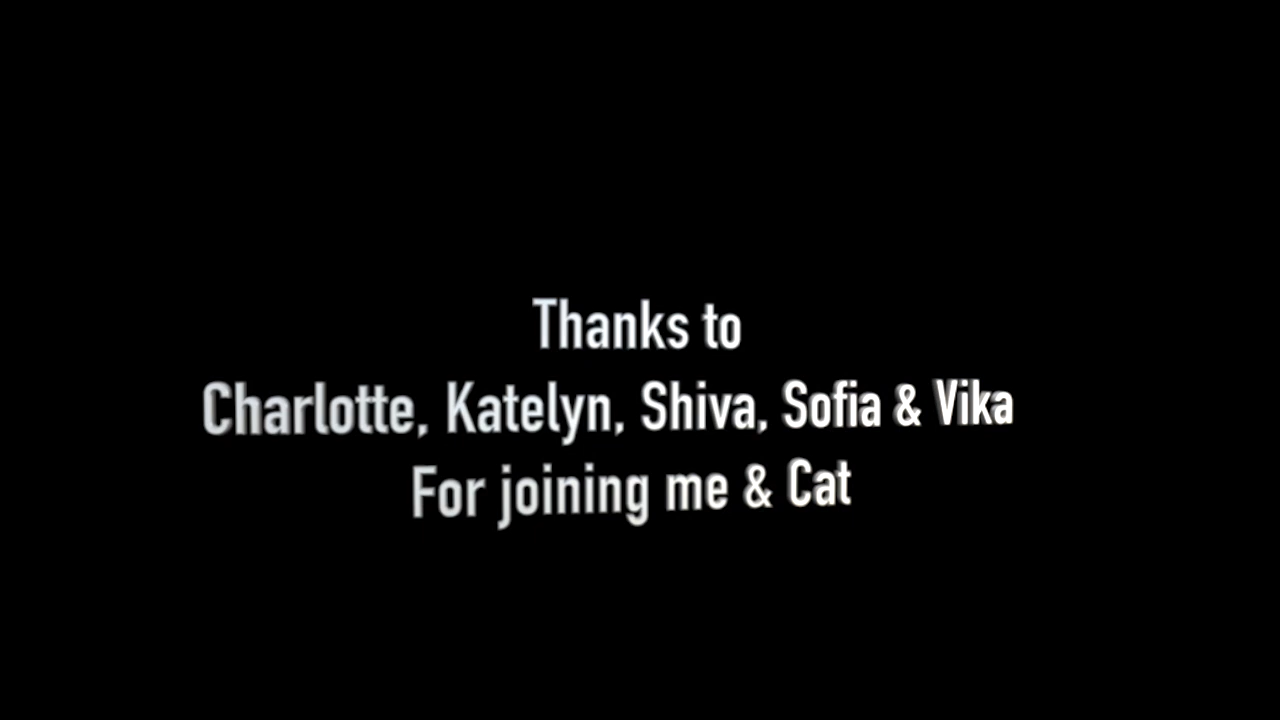 Thanks to
Charlotte, Katelyn, Shiva, Sofia & Vika
For joining me & Cat